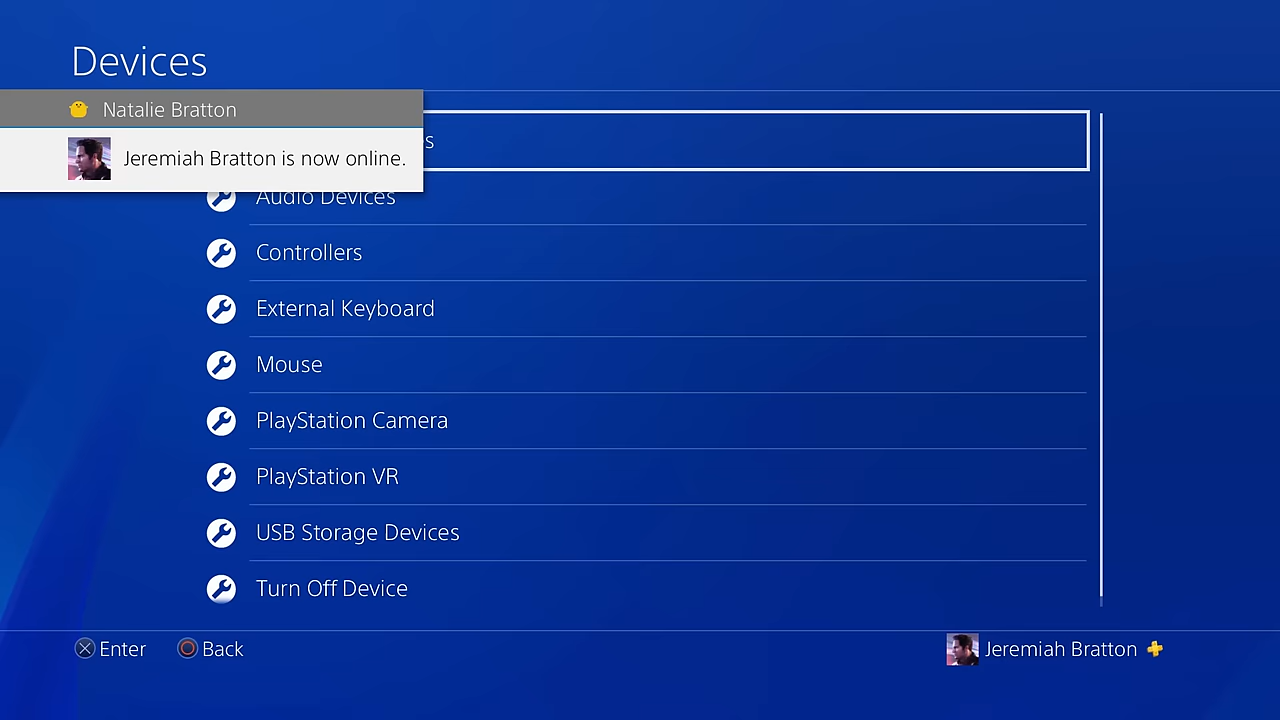 Devices
Natalie Bratton
Jeremiah Bratton is now online.
Audio Devices
Controllers
External Keyboard
Mouse
PlayStation Camera
PlayStation VR
USB Storage Devices
Turn Off Device
Enter
Back
Jeremiah Bratton